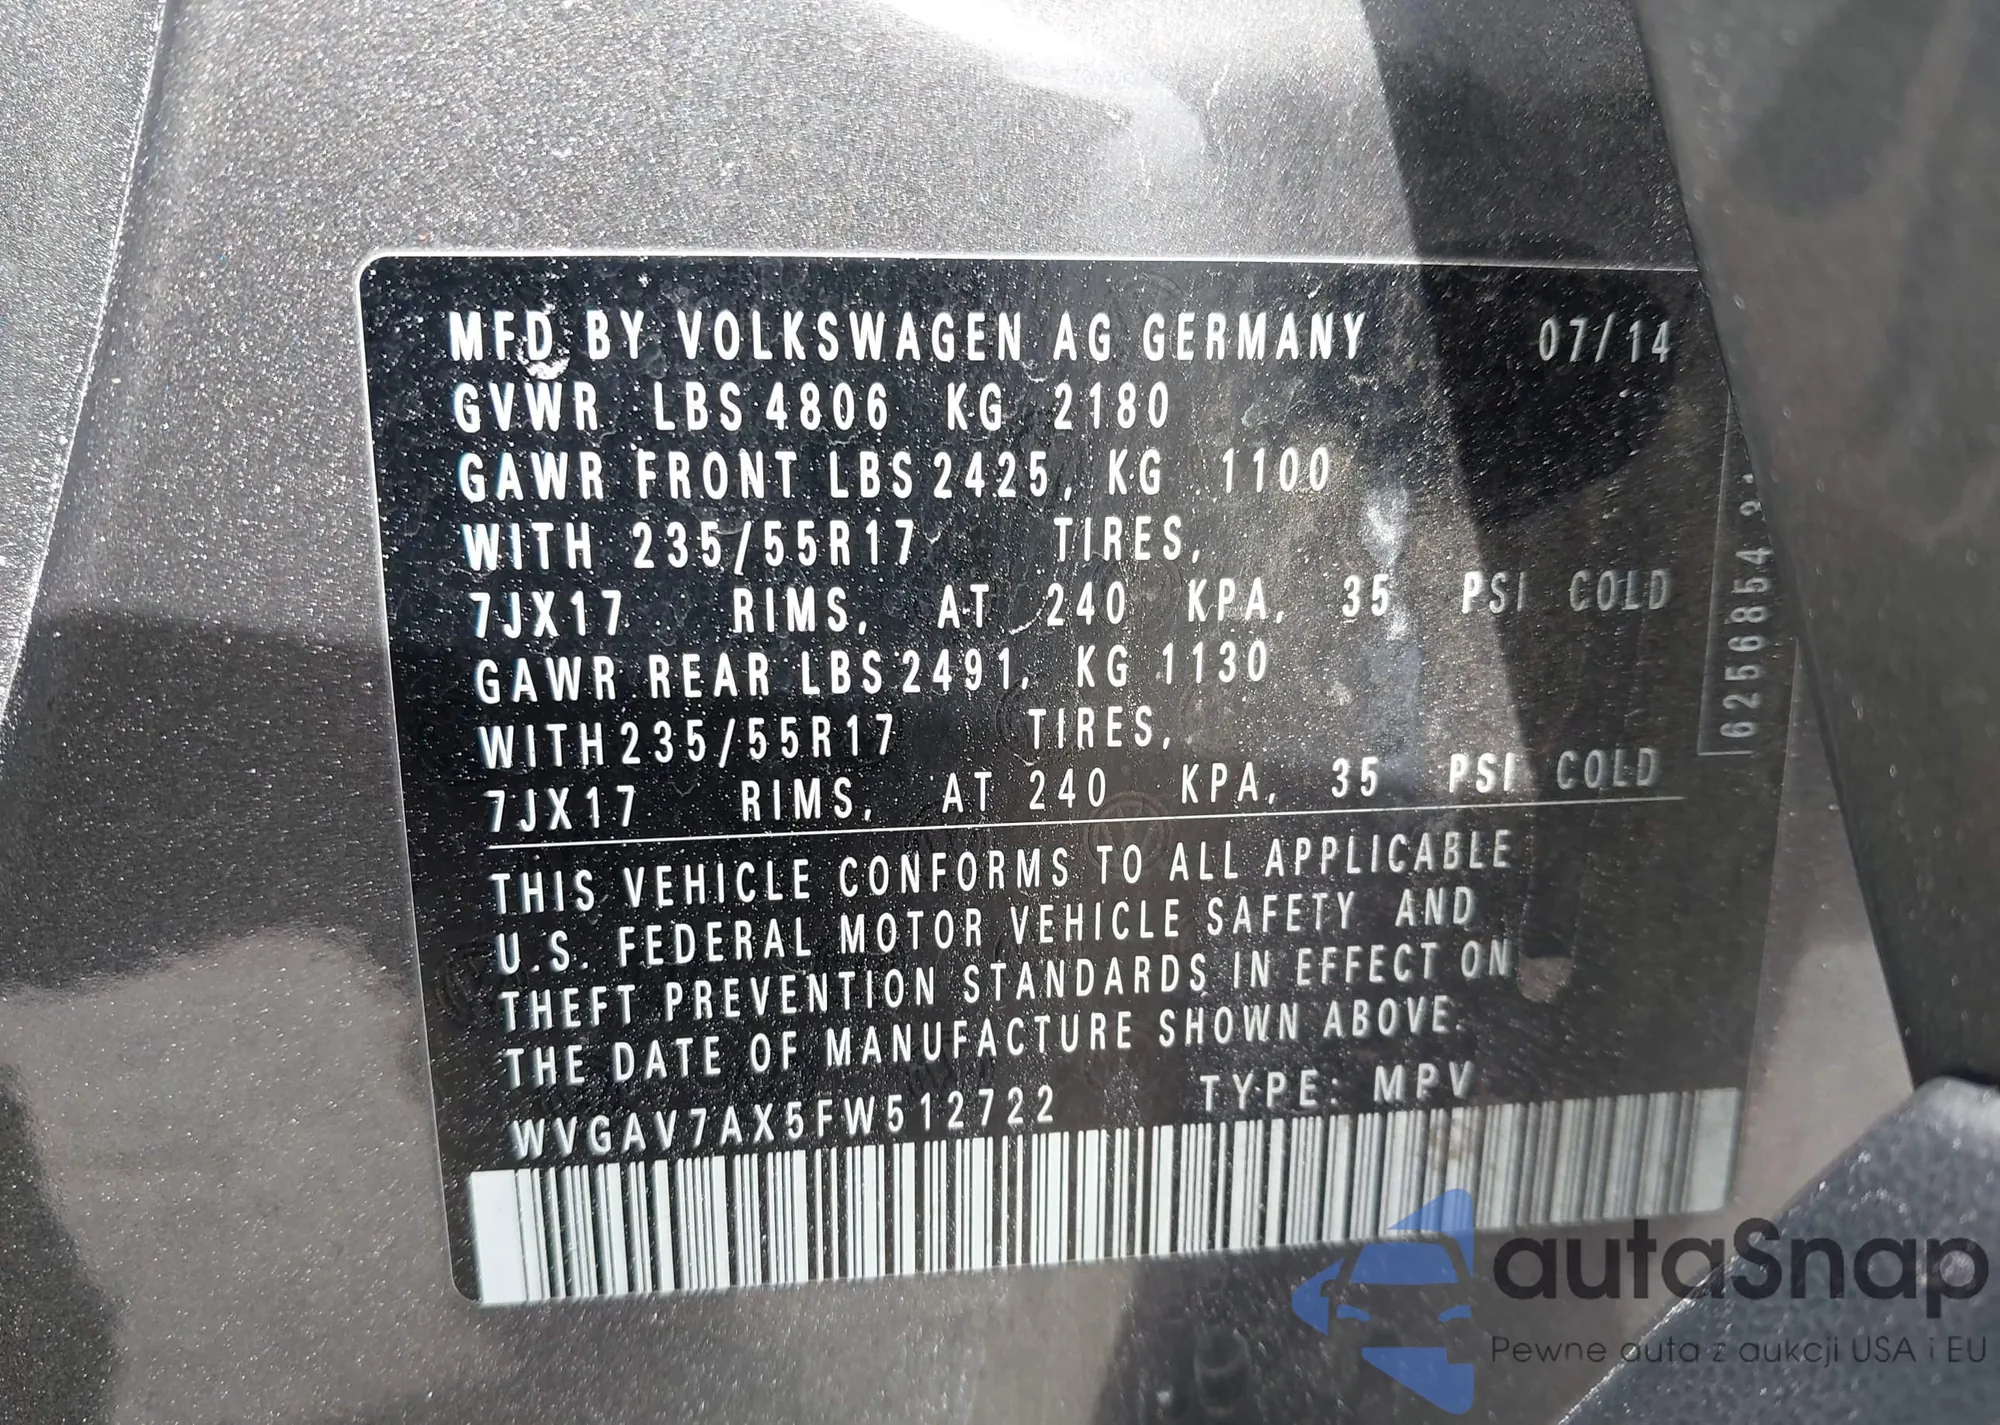 MFD BY VOLKSWAGEN AG GERMANY 07/14
GVWR LBS 4806 KG 2180
GAWR FRONT LBS 2425, KG 1100
WITH 235/55R17 TIRES,
7JX17 RIMS, AT 240 KPA, 35 PSI COLD
GAWR REAR LBS 2491, KG 1130
WITH 235/55R17 TIRES,
7JX17 RIMS, AT 240 KPA, 35 PSI COLD
THIS VEHICLE CONFORMS TO ALL APPLICABLE
U.S. FEDERAL MOTOR VEHICLE SAFETY AND
THEFT PREVENTION STANDARDS IN EFFECT ON
THE DATE OF MANUFACTURE SHOWN ABOVE.
WVGAV7AX5FW512722 TYPE: MPV
6256854
autaSnap
Pewne auta z aukcji USA i EU